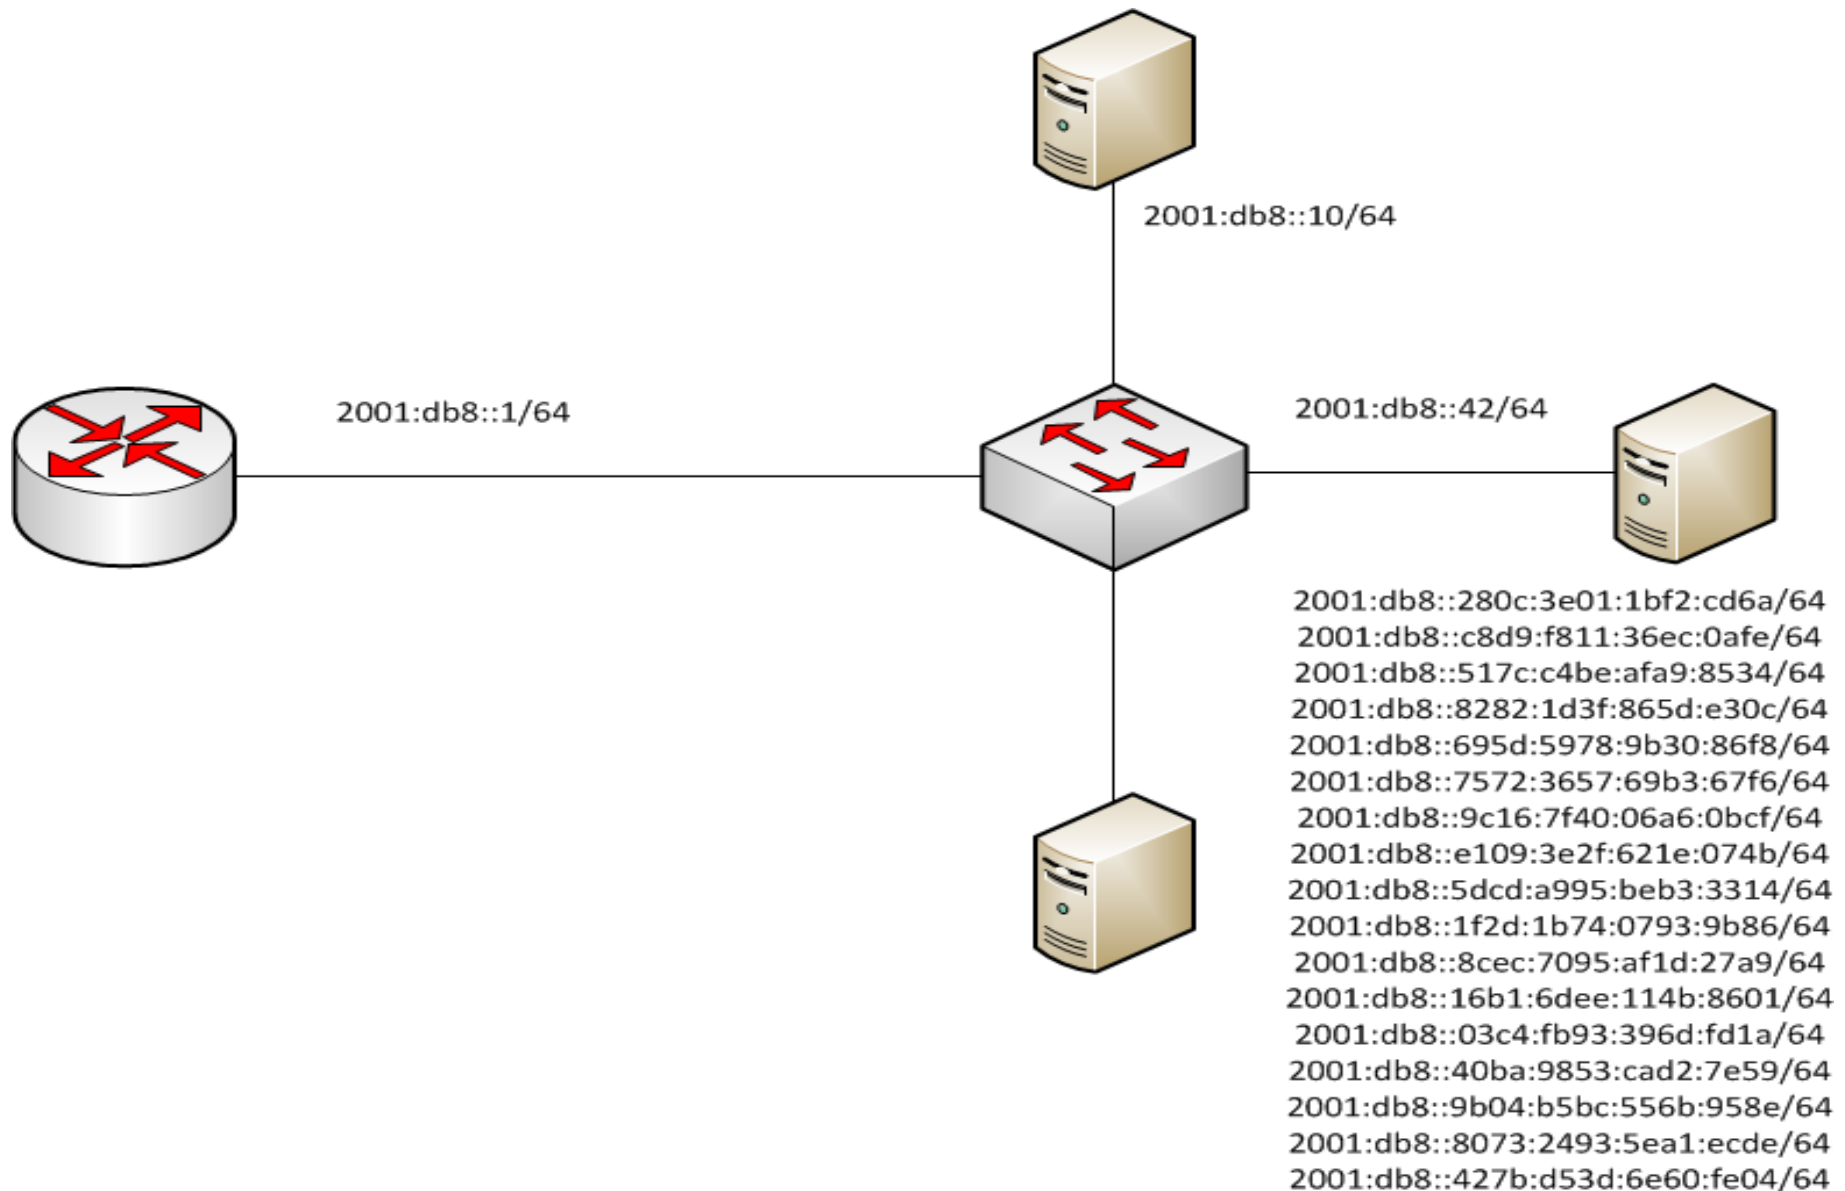 2001:db8::10/64
2001:db8::1/64
2001:db8::42/64
2001:db8::280c:3e01:1bf2:cd6a/64
2001:db8::c8d9:f811:36ec:0afe/64
2001:db8::517c:c4be:afa9:8534/64
2001:db8::8282:1d3f:865d:e30c/64
2001:db8::695d:5978:9b30:86f8/64
2001:db8::7572:3657:69b3:67f6/64
2001:db8::9c16:7f40:06a6:0bcf/64
2001:db8::e109:3e2f:621e:074b/64
2001:db8::5dcd:a995:beb3:3314/64
2001:db8::1f2d:1b74:0793:9b86/64
2001:db8::8cec:7095:af1d:27a9/64
2001:db8::16b1:6dee:114b:8601/64
2001:db8::03c4:fb93:396d:fd1a/64
2001:db8::40ba:9853:cad2:7e59/64
2001:db8::9b04:b5bc:556b:958e/64
2001:db8::8073:2493:5ea1:ecde/64
2001:db8::427b:d53d:6e60:fe04/64